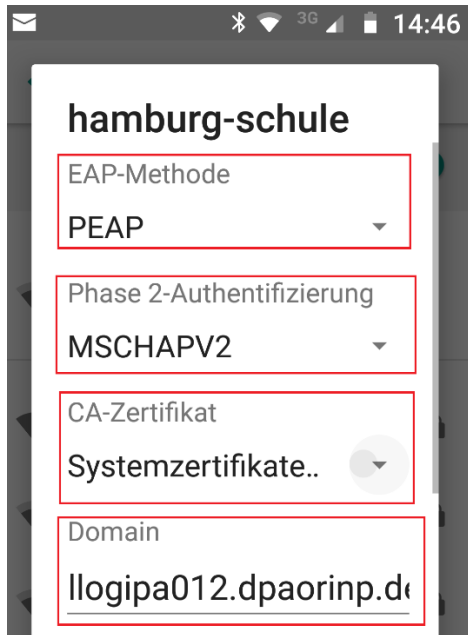 3G 14:46
hamburg-schule
EAP-Methode
PEAP
Phase 2-Authentifizierung
MSCHAPV2
CA-Zertifikat
Systemzertifikate..
Domain
llogipa012.dpaorinp.de